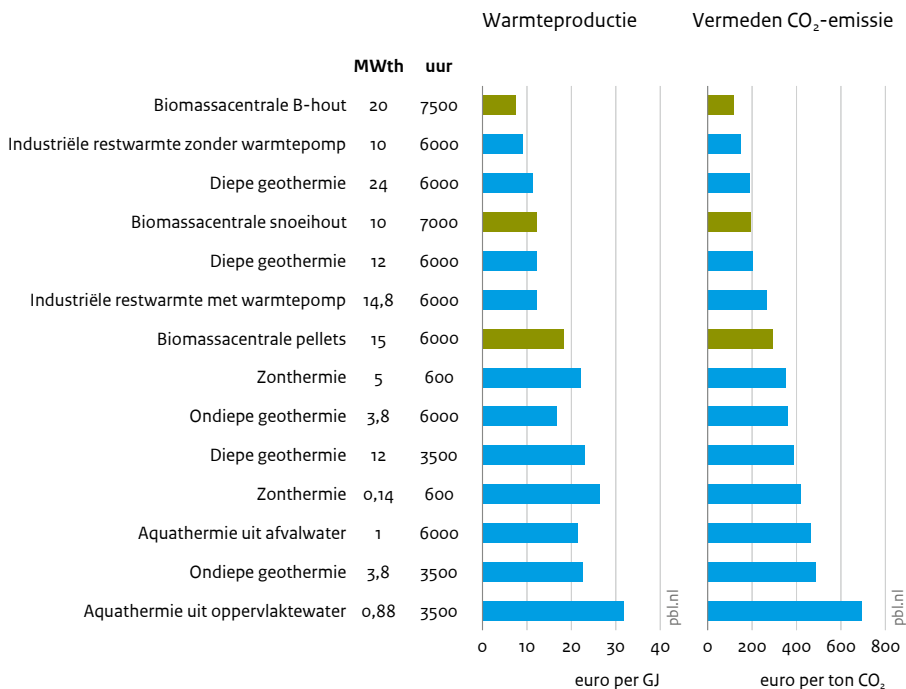 Warmteproductie Vermeden CO₂-emissie
MWth uur
Biomassacentrale B-hout 20 7500
Industriële restwarmte zonder warmtepomp 10 6000
Diepe geothermie 24 6000
Biomassacentrale snoeihout 10 7000
Diepe geothermie 12 6000
Industriële restwarmte met warmtepomp 14,8 6000
Biomassacentrale pellets 15 6000
Zonthermie 5 600
Ondiepe geothermie 3,8 6000
Diepe geothermie 12 3500
Zonthermie 0,14 600
Aquathermie uit afvalwater 1 6000
Ondiepe geothermie 3,8 3500
Aquathermie uit oppervlaktewater 0,88 3500
pbl.nl pbl.nl
0 10 20 30 40 0 200 400 600 800
euro per GJ euro per ton CO₂